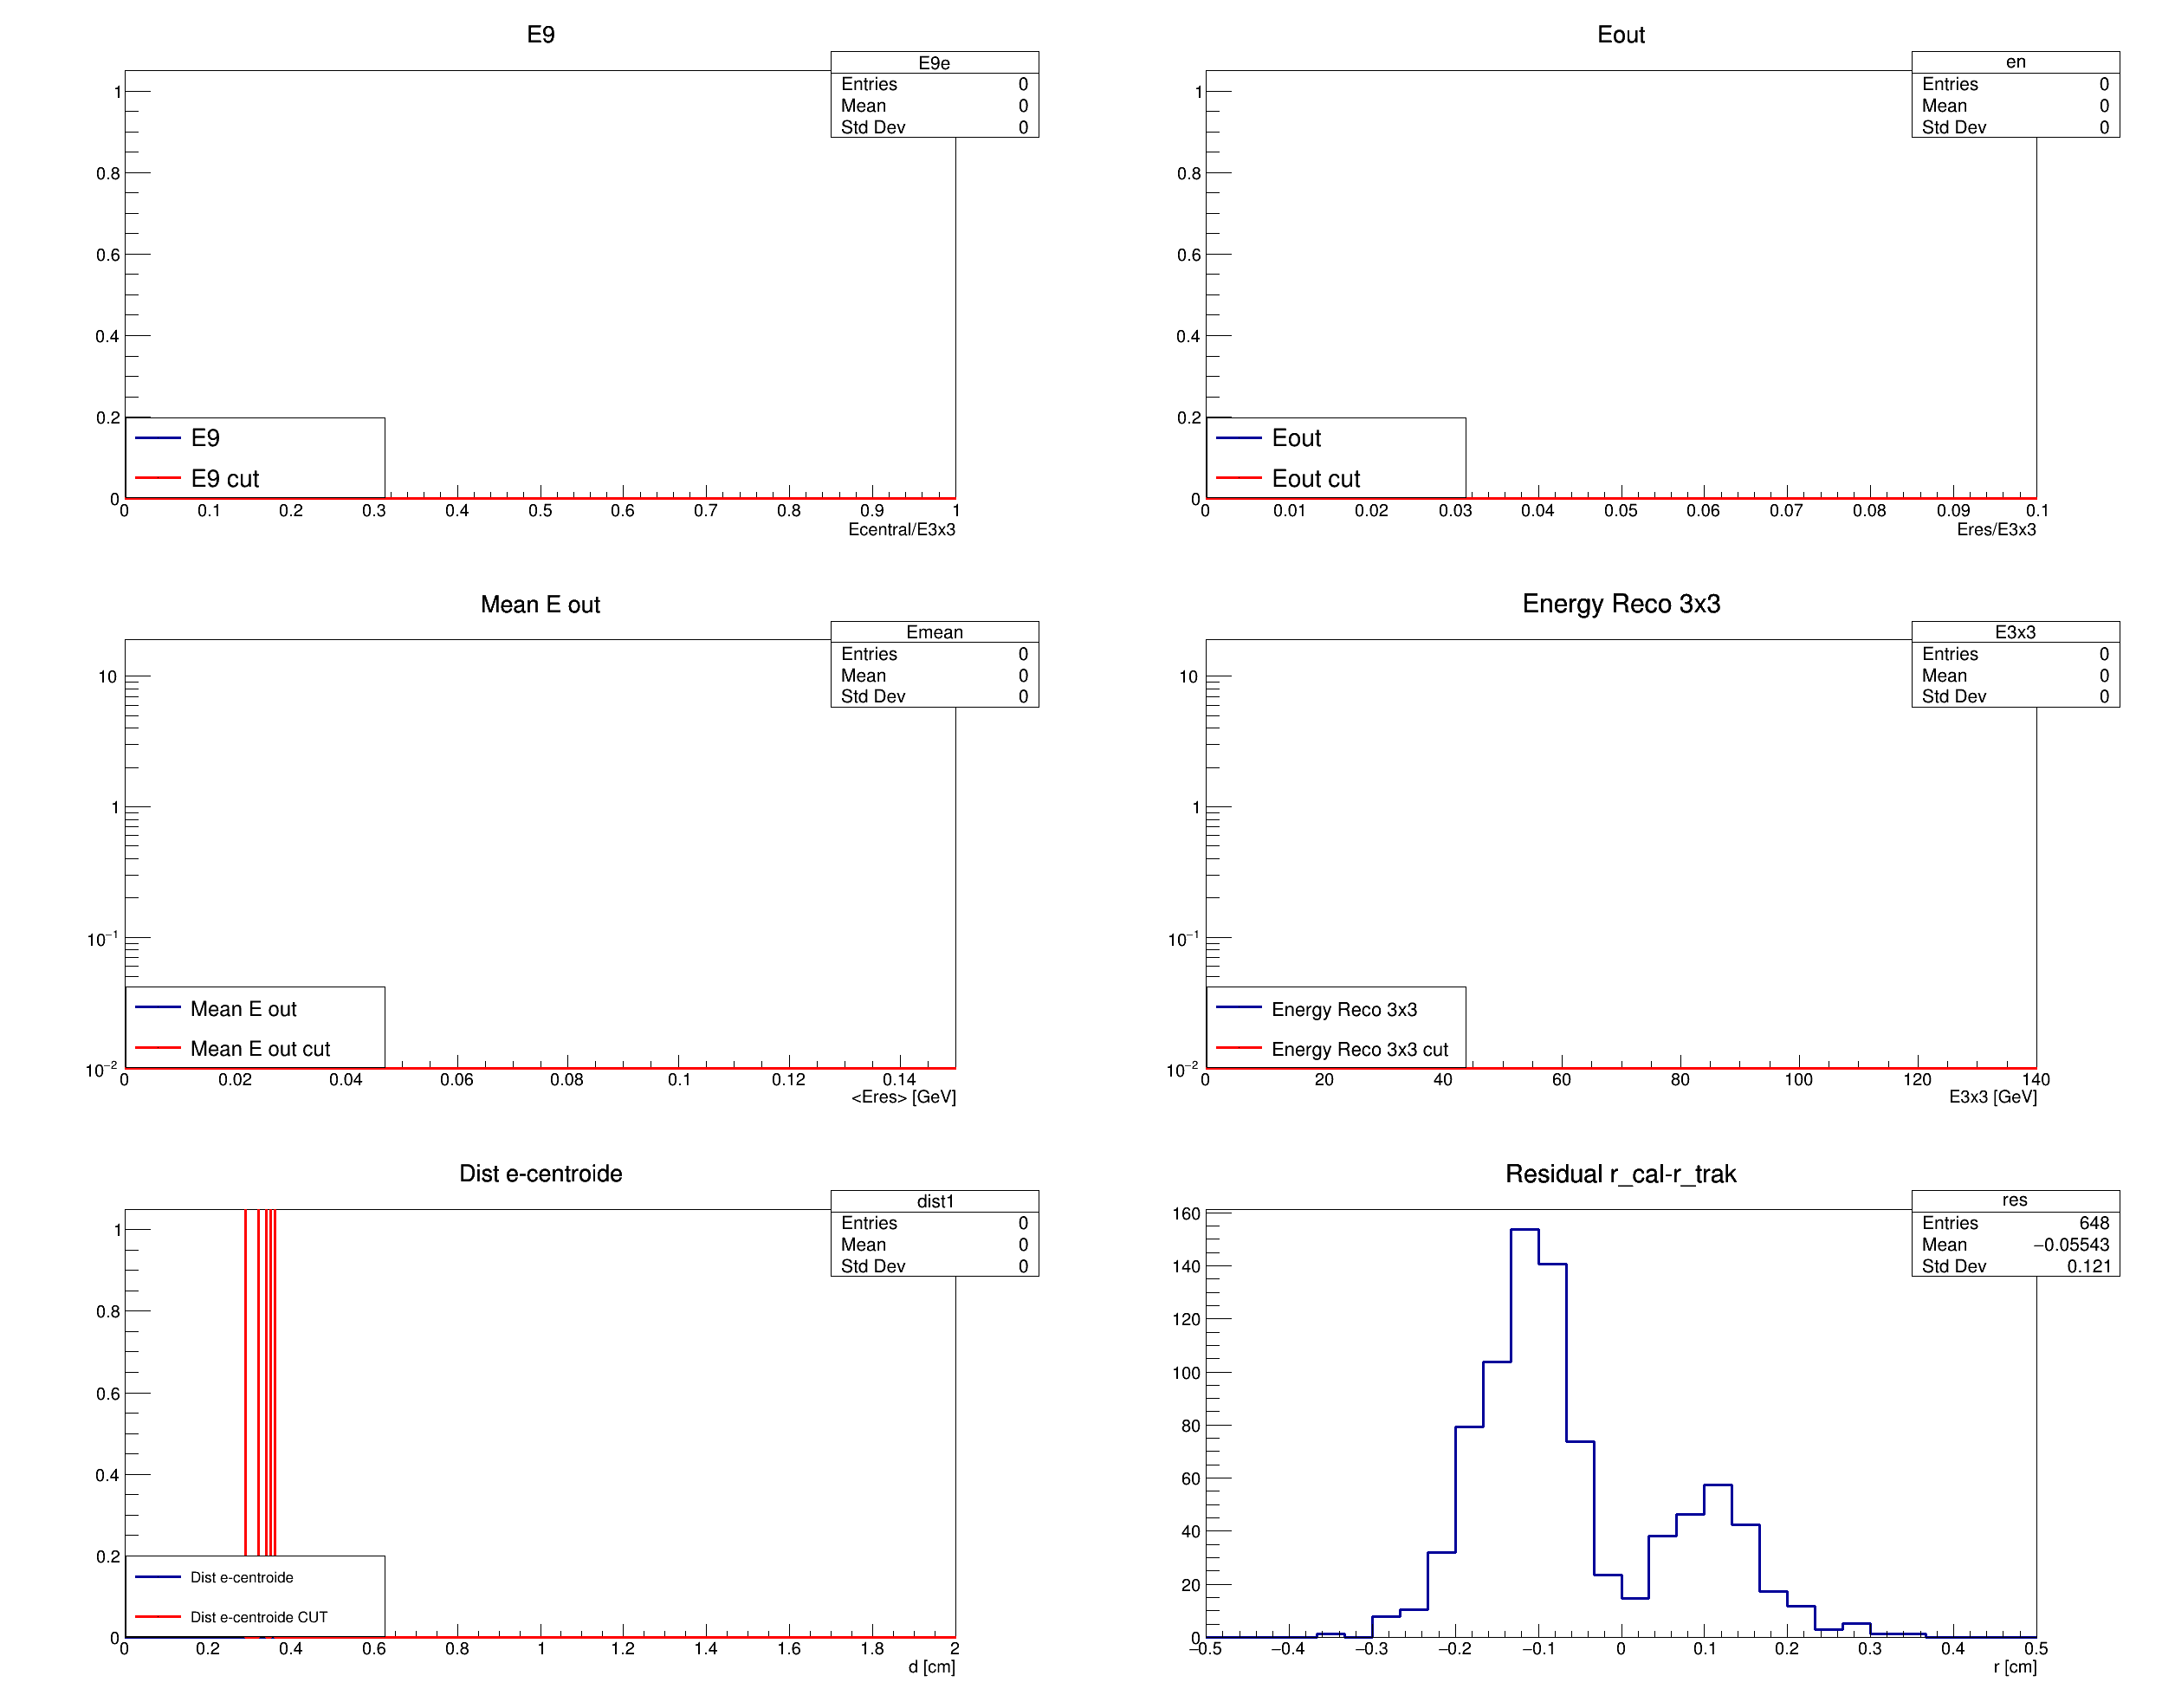 E9
E9e
Entries 0
Mean 0
Std Dev 0
1
0.8
0.6
0.4
0.2
0
E9
E9 cut
0 0.1 0.2 0.3 0.4 0.5 0.6 0.7 0.8 0.9 1
Ecentral/E3x3
Eout
en
Entries 0
Mean 0
Std Dev 0
1
0.8
0.6
0.4
0.2
0
Eout
Eout cut
0 0.01 0.02 0.03 0.04 0.05 0.06 0.07 0.08 0.09 0.1
Eres/E3x3
Mean E out
Emean
Entries 0
Mean 0
Std Dev 0
10
1
10⁻¹
10⁻²
Mean E out
Mean E out cut
0 0.02 0.04 0.06 0.08 0.1 0.12 0.14
<Eres> [GeV]
Energy Reco 3x3
E3x3
Entries 0
Mean 0
Std Dev 0
10
1
10⁻¹
10⁻²
Energy Reco 3x3
Energy Reco 3x3 cut
0 20 40 60 80 100 120 140
E3x3 [GeV]
Dist e-centroide
dist1
Entries 0
Mean 0
Std Dev 0
1
0.8
0.6
0.4
0.2
0
Dist e-centroide
Dist e-centroide CUT
0 0.2 0.4 0.6 0.8 1 1.2 1.4 1.6 1.8 2
d [cm]
Residual r_cal-r_trak
res
Entries 648
Mean −0.05543
Std Dev 0.121
160
140
120
100
80
60
40
20
0
−0.5 −0.4 −0.3 −0.2 −0.1 0 0.1 0.2 0.3 0.4 0.5
r [cm]